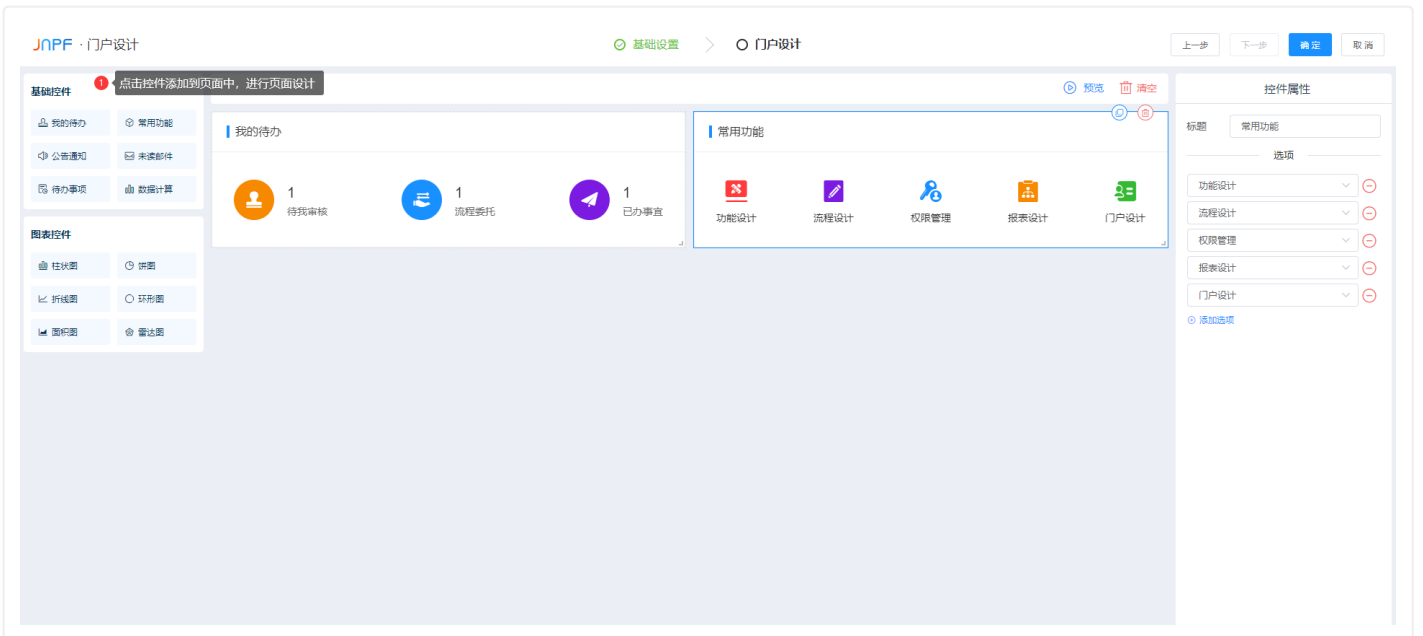 JNPF · 门户设计
基础设置
门户设计
上一步
下一步
确定
取消
基础控件
1
点击控件添加到页面中，进行页面设计
我的待办
常用功能
公告通知
未读邮件
待办事项
数据计算
图表控件
柱状图
饼图
折线图
环形图
面积图
雷达图
预览
清空
我的待办
1
待我审核
1
流程委托
1
已办事宜
常用功能
功能设计
流程设计
权限管理
报表设计
门户设计
控件属性
标题
常用功能
选项
功能设计
流程设计
权限管理
报表设计
门户设计
添加选项